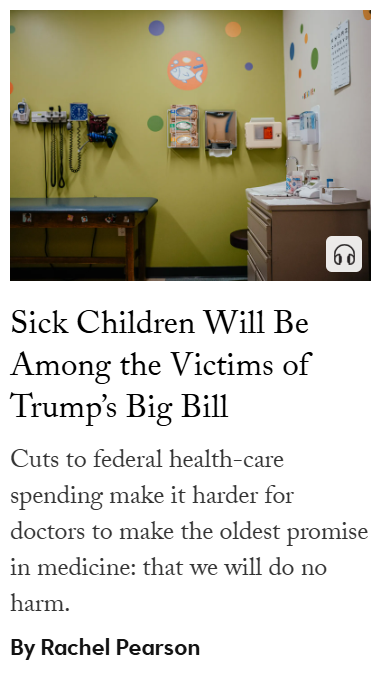 Sick Children Will Be
Among the Victims of
Trump’s Big Bill
Cuts to federal health-care
spending make it harder for
doctors to make the oldest promise
in medicine: that we will do no
harm.
By Rachel Pearson